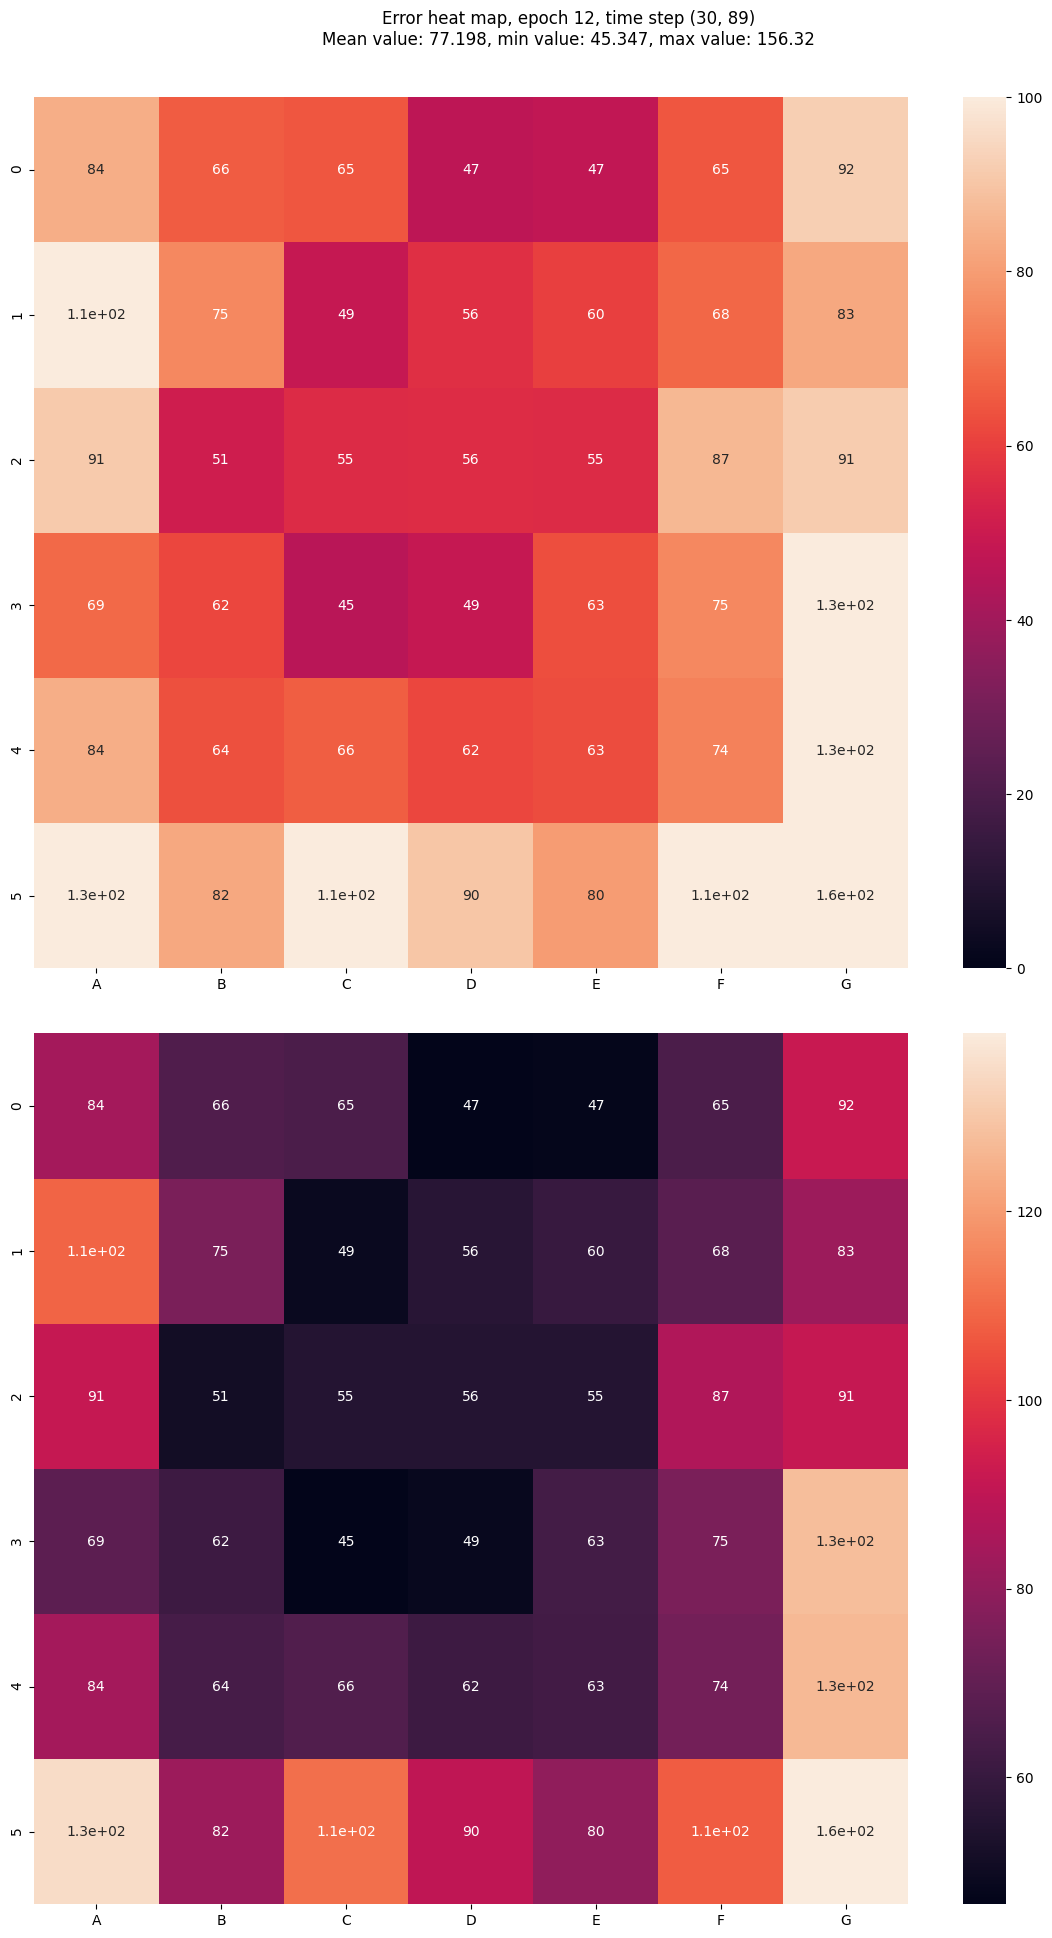 Error heat map, epoch 12, time step (30, 89)
Mean value: 77.198, min value: 45.347, max value: 156.32
100
0 84 66 65 47 47 65 92
80
1 1.1e+02 75 49 56 60 68 83
60
2 91 51 55 56 55 87 91
3 69 62 45 49 63 75 1.3e+02
40
4 84 64 66 62 63 74 1.3e+02
20
5 1.3e+02 82 1.1e+02 90 80 1.1e+02 1.6e+02
0
A B C D E F G
0 84 66 65 47 47 65 92
120
1 1.1e+02 75 49 56 60 68 83
2 91 51 55 56 55 87 91
100
3 69 62 45 49 63 75 1.3e+02
80
4 84 64 66 62 63 74 1.3e+02
60
5 1.3e+02 82 1.1e+02 90 80 1.1e+02 1.6e+02
A B C D E F G